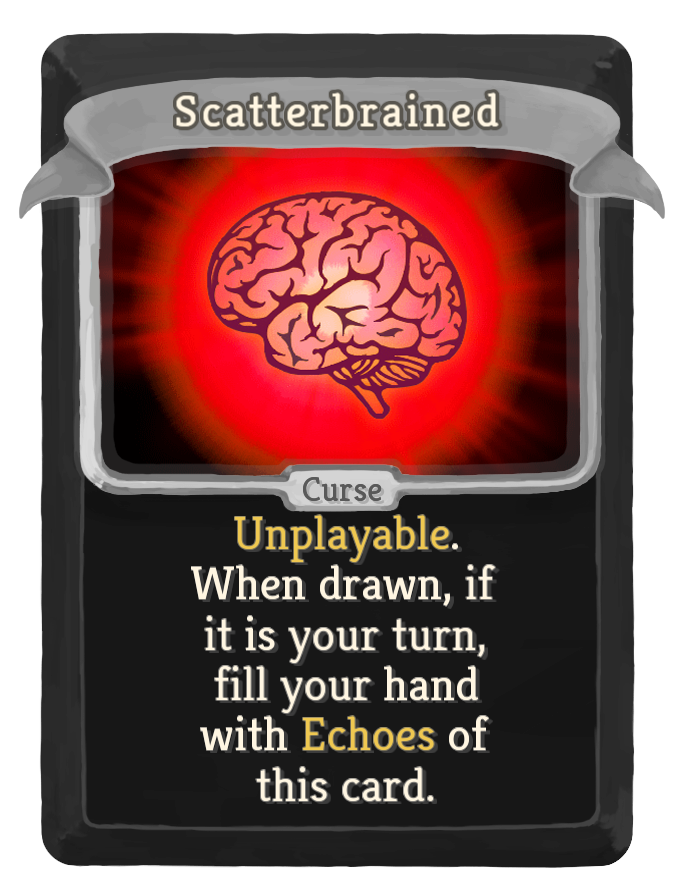 Scatterbrained
Curse
Unplayable.
When drawn, if
it is your turn,
fill your hand
with Echoes of
this card.